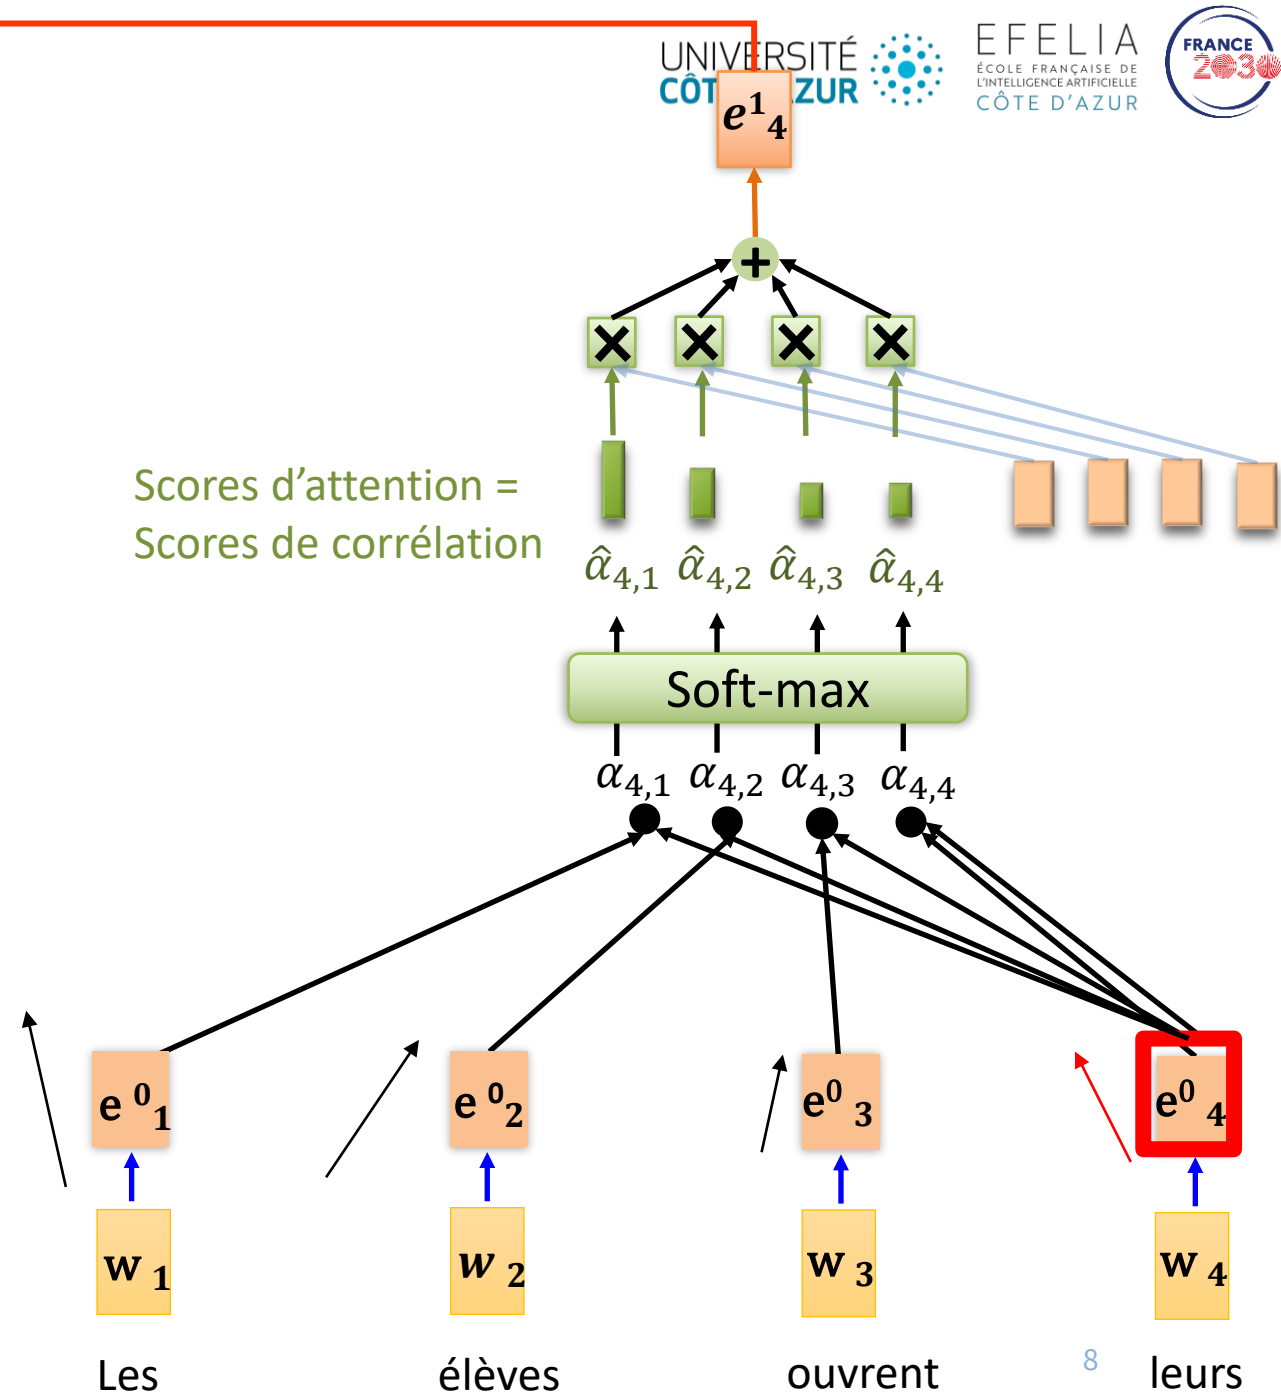 UNIVERSITÉ
CÔT ZUR
EFELIA
ÉCOLE FRANÇAISE DE
L'INTELLIGENCE ARTIFICIELLE
CÔTE D'AZUR
FRANCE
2030
e¹₄
+
× × × ×
Scores d'attention =
Scores de corrélation
α̂₄,₁ α̂₄,₂ α̂₄,₃ α̂₄,₄
Soft-max
α₄,₁ α₄,₂ α₄,₃ α₄,₄
e⁰₁ e⁰₂ e⁰₃ e⁰₄
w₁ w₂ w₃ w₄
Les élèves ouvrent leurs
8